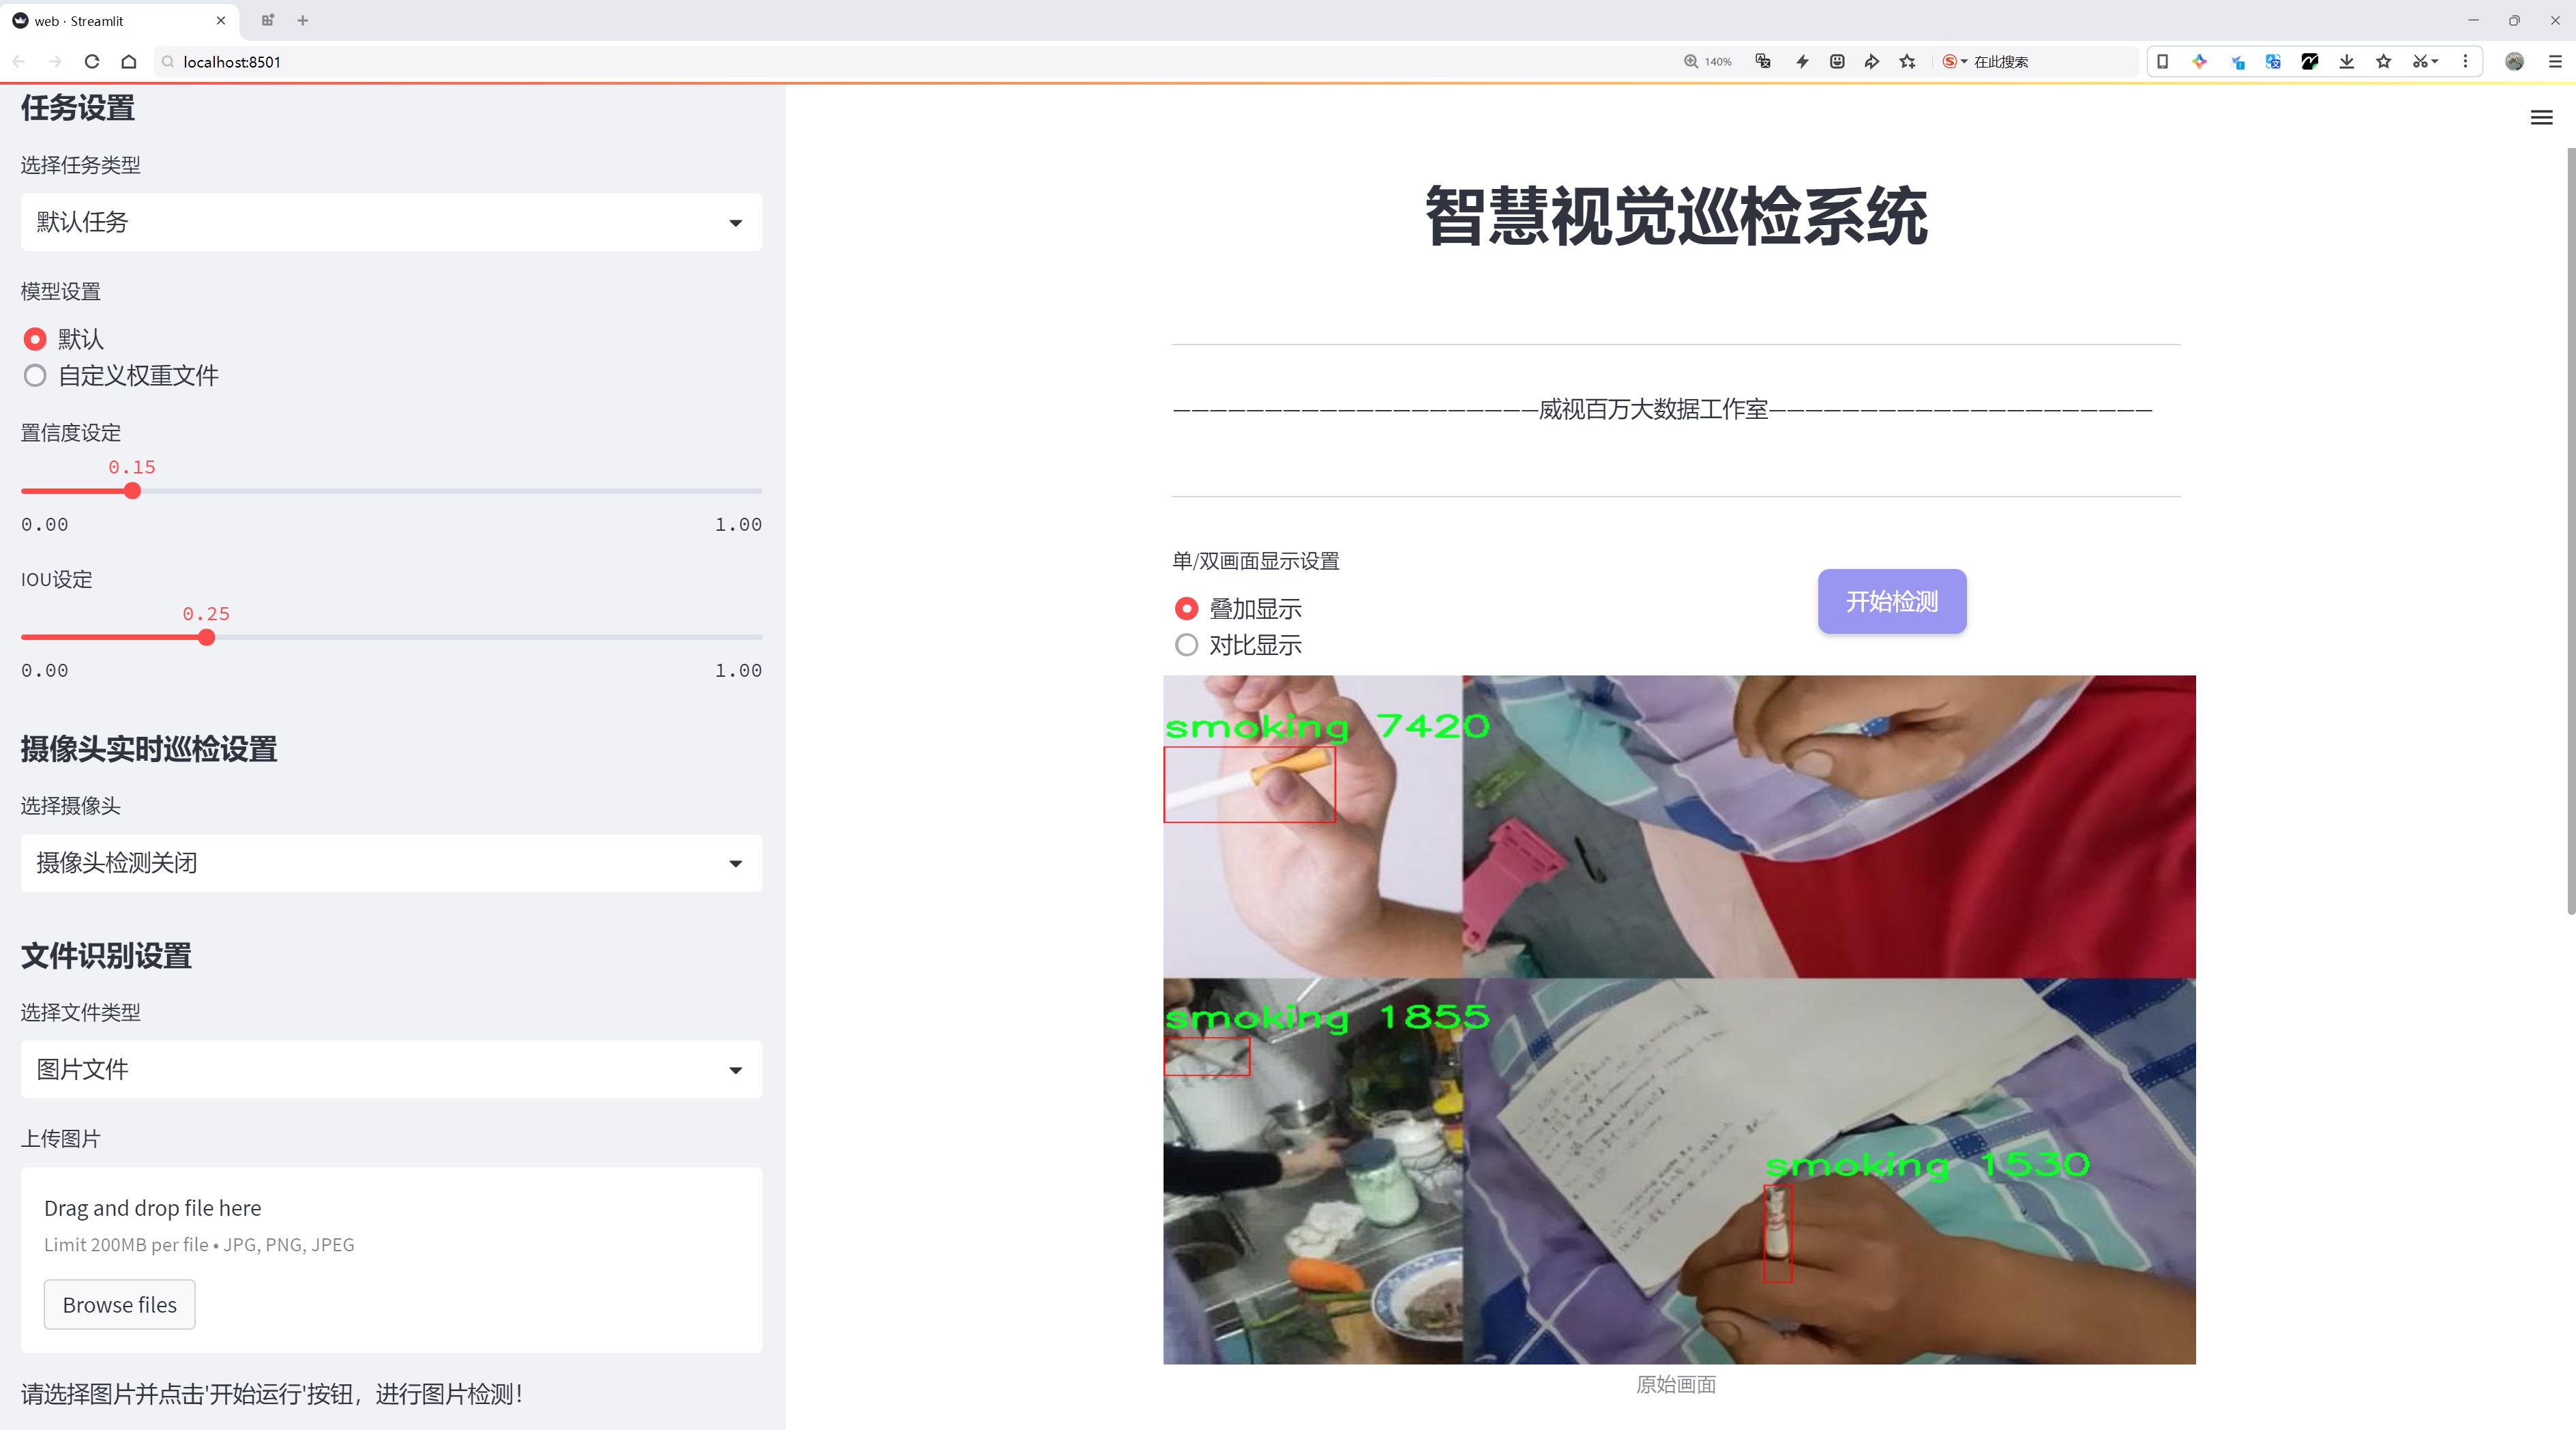 web · Streamlit
localhost:8501
140%
在此搜索
任务设置
选择任务类型
默认任务
模型设置
默认
自定义权重文件
置信度设定
0.15
0.00 1.00
IOU设定
0.25
0.00 1.00
摄像头实时巡检设置
选择摄像头
摄像头检测关闭
文件识别设置
选择文件类型
图片文件
上传图片
Drag and drop file here
Limit 200MB per file • JPG, PNG, JPEG
Browse files
请选择图片并点击'开始运行'按钮，进行图片检测！
智慧视觉巡检系统
—————————————————————威视百万大数据工作室—————————————————————
单/双画面显示设置
叠加显示
对比显示
开始检测
smoking 7420
smoking 1855
smoking 1530
原始画面